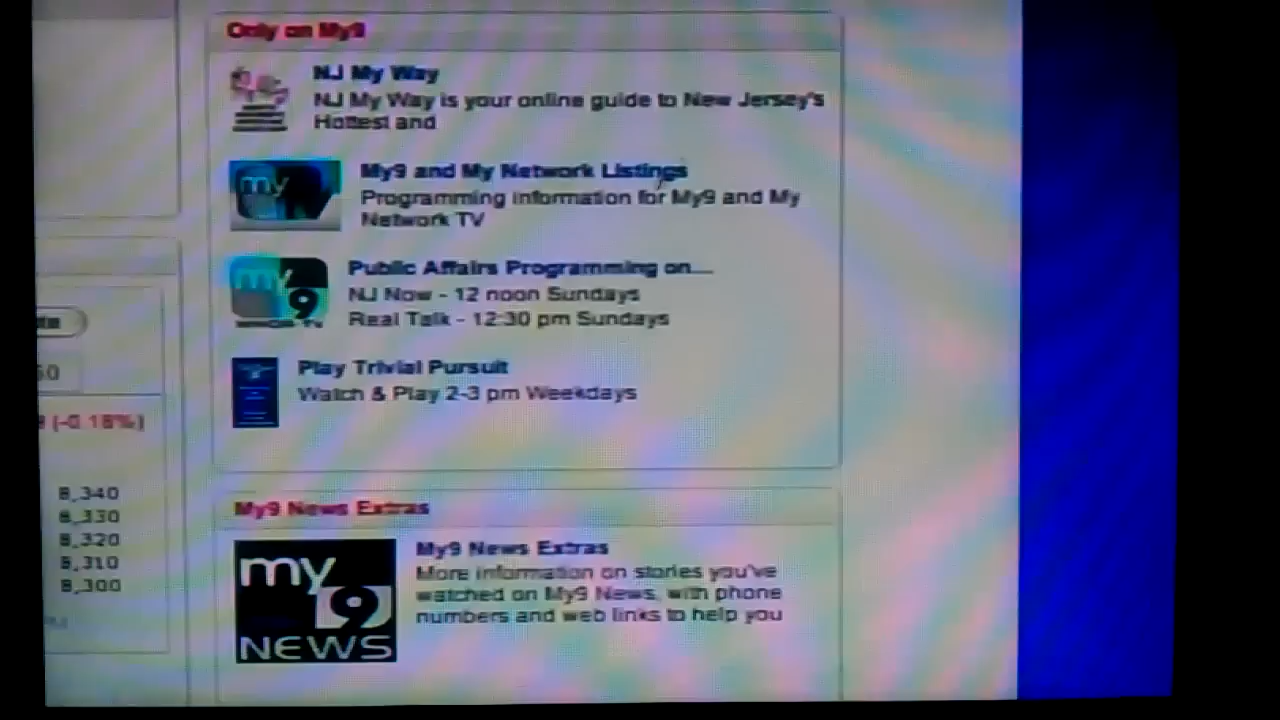 Only on My9
NJ My Way
NJ My Way is your online guide to New Jersey's
Hottest and
My9 and My Network Listings
my
Programming information for My9 and My
Network TV
Public Affairs Programming on...
my
9
NJ Now - 12 noon Sundays
Real Talk - 12:30 pm Sundays
Play Trivial Pursuit
Watch & Play 2-3 pm Weekdays
(-0.18%)
8,340
8,330
8,320
8,310
8,300
My9 News Extras
my
9
NEWS
My9 News Extras
More information on stories you've
watched on My9 News, with phone
numbers and web links to help you